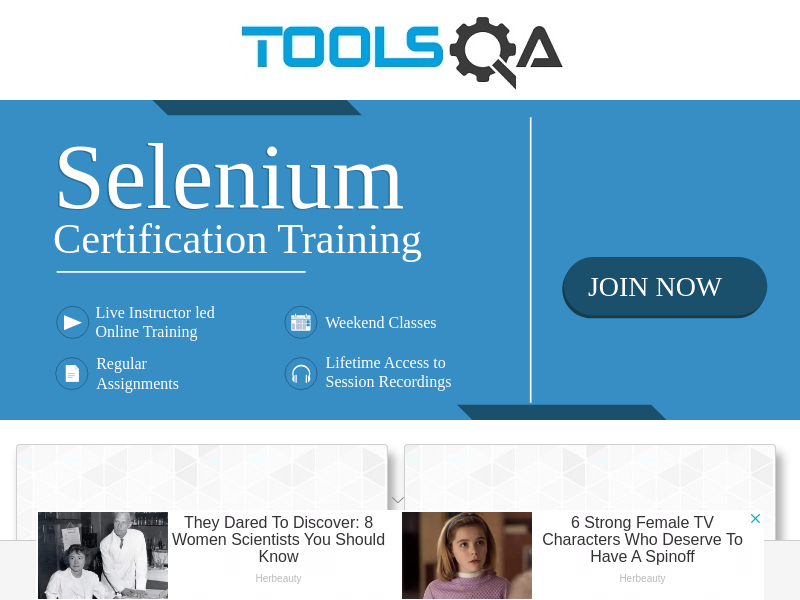 TOOLSQA
Selenium
Certification Training
JOIN NOW
Live Instructor led
Online Training
Weekend Classes
Regular
Assignments
Lifetime Access to
Session Recordings
They Dared To Discover: 8
Women Scientists You Should
Know
Herbeauty
6 Strong Female TV
Characters Who Deserve To
Have A Spinoff
Herbeauty